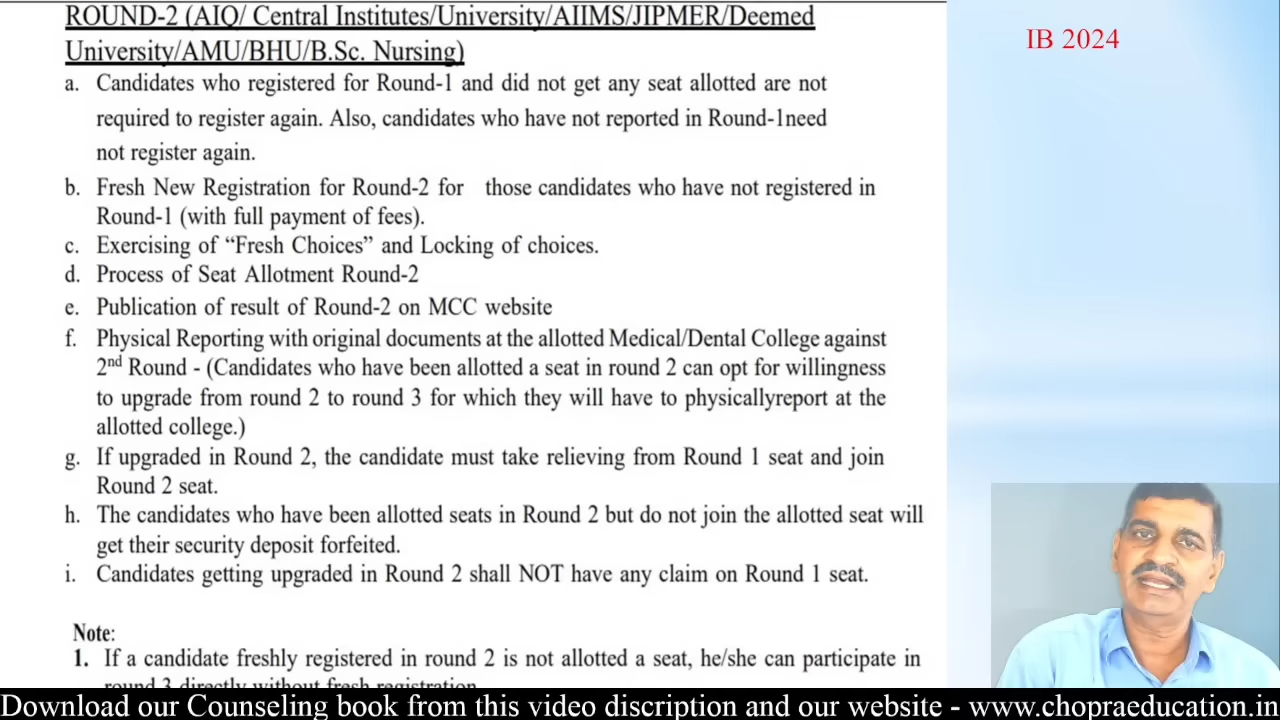 ROUND-2 (AIQ/ Central Institutes/University/AIIMS/JIPMER/Deemed
University/AMU/BHU/B.Sc. Nursing)
IB 2024
a. Candidates who registered for Round-1 and did not get any seat allotted are not
required to register again. Also, candidates who have not reported in Round-1need
not register again.
b. Fresh New Registration for Round-2 for those candidates who have not registered in
Round-1 (with full payment of fees).
c. Exercising of “Fresh Choices” and Locking of choices.
d. Process of Seat Allotment Round-2
e. Publication of result of Round-2 on MCC website
f. Physical Reporting with original documents at the allotted Medical/Dental College against
2nd Round - (Candidates who have been allotted a seat in round 2 can opt for willingness
to upgrade from round 2 to round 3 for which they will have to physicallyreport at the
allotted college.)
g. If upgraded in Round 2, the candidate must take relieving from Round 1 seat and join
Round 2 seat.
h. The candidates who have been allotted seats in Round 2 but do not join the allotted seat will
get their security deposit forfeited.
i. Candidates getting upgraded in Round 2 shall NOT have any claim on Round 1 seat.
Note:
1. If a candidate freshly registered in round 2 is not allotted a seat, he/she can participate in
round 3 directly without fresh registration
Download our Counseling book from this video discription and our website - www.chopraeducation.in